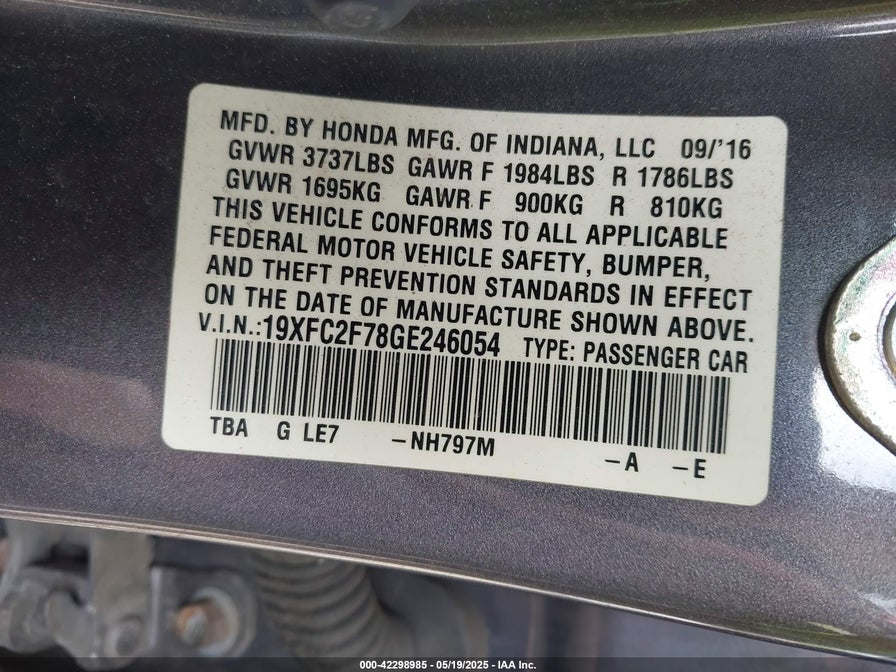 MFD. BY HONDA MFG. OF INDIANA, LLC 09/'16
GVWR 3737LBS GAWR F 1984LBS R 1786LBS
GVWR 1695KG GAWR F 900KG R 810KG
THIS VEHICLE CONFORMS TO ALL APPLICABLE
FEDERAL MOTOR VEHICLE SAFETY, BUMPER,
AND THEFT PREVENTION STANDARDS IN EFFECT
ON THE DATE OF MANUFACTURE SHOWN ABOVE.
V.I.N.:19XFC2F78GE246054 TYPE: PASSENGER CAR
TBA G LE7 -NH797M -A -E
000-42298985 - 05/19/2025 - IAA Inc.